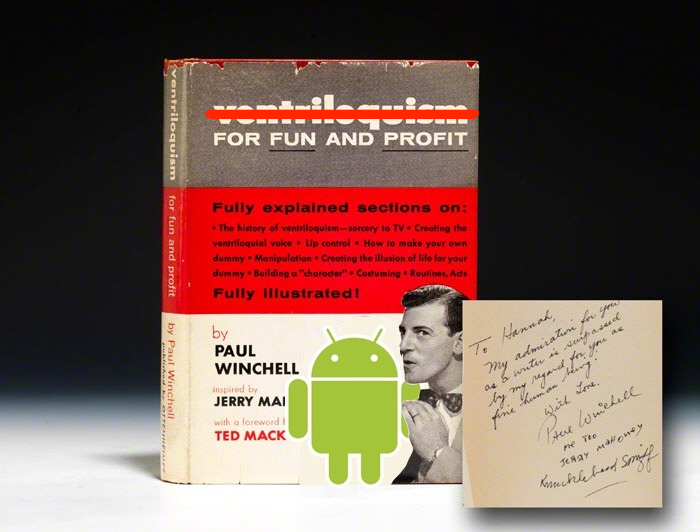 ventriloquism
FOR FUN AND PROFIT
Fully explained sections on:
• The history of ventriloquism—sorcery to TV • Creating the
ventriloquial voice • Lip control • How to make your own
dummy • Manipulation • Creating the illusion of life for your
dummy • Building a "character" • Costuming • Routines, Acts
Fully Illustrated!
by
PAUL
WINCHELL
inspired by
JERRY
with a foreword
TED MACK
ventriloquism for fun and profit by Paul Winchell
published by
To Hannah,
My admiration for you
as a writer is surpassed
by my regard for you as
fine human being!
With Love,
Paul Winchell
me too
JERRY MAHONEY
Knucklehead Smiff